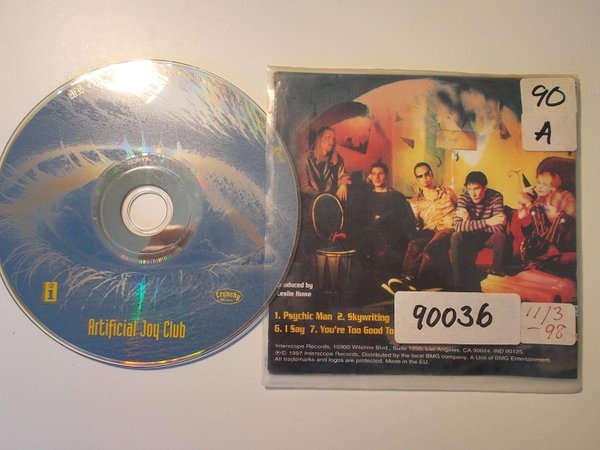 Artificial Joy Club
Crunchy
90
A
produced by
Leslie Howe
1. Psychic Man 2. Skywriting
6. I Say 7. You're Too Good To
90036
11/3
-98
Interscope Records, 10900 Wilshire Blvd., Suite 1230, Los Angeles, CA 90024. IND 90125.
℗© 1997 Interscope Records. Distributed by the local BMG company. A Unit of BMG Entertainment.
All trademarks and logos are protected. Made in the EU.